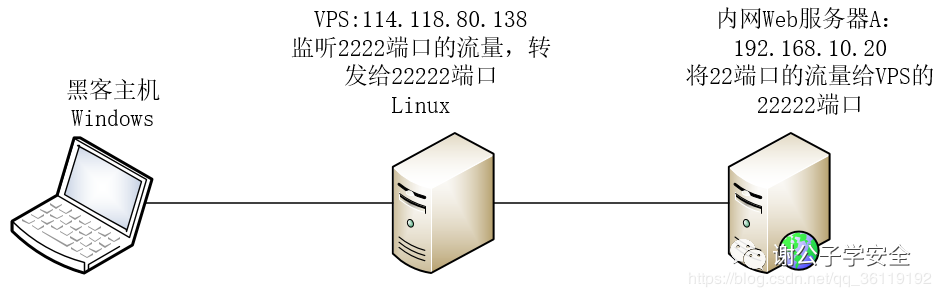 VPS:114.118.80.138
监听2222端口的流量，转
发给22222端口
Linux
内网Web服务器A：
192.168.10.20
将22端口的流量给VPS的
22222端口
黑客主机
Windows
谢公子学安全
https://blog.csdn.net/qq_36119192